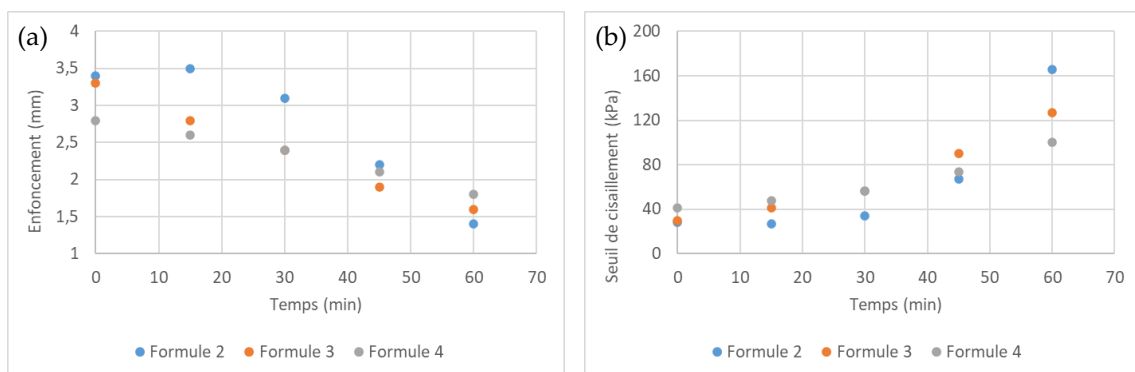 (a)
4
3,5
3
2,5
2
1,5
1
Enfoncement (mm)
0 10 20 30 40 50 60 70
Temps (min)
Formule 2 Formule 3 Formule 4
(b)
200
160
120
80
40
0
Seuil de cisaillement (kPa)
0 10 20 30 40 50 60 70
Temps (min)
Formule 2 Formule 3 Formule 4